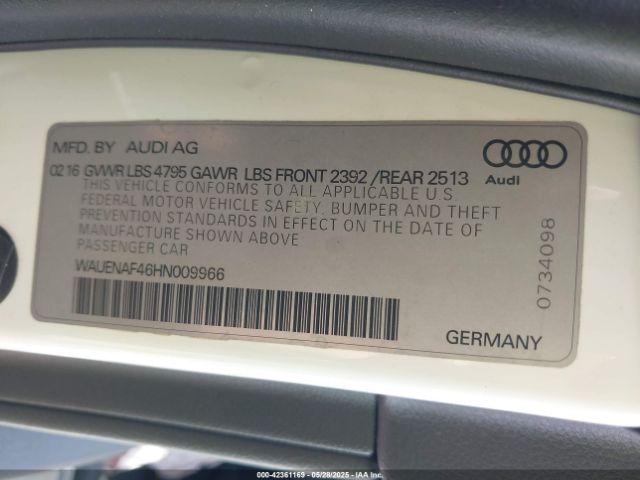 MFD. BY AUDI AG
02 16 GVWR LBS 4795 GAWR LBS FRONT 2392 /REAR 2513
Audi
THIS VEHICLE CONFORMS TO ALL APPLICABLE U.S.
FEDERAL MOTOR VEHICLE SAFETY, BUMPER AND THEFT
PREVENTION STANDARDS IN EFFECT ON THE DATE OF
MANUFACTURE SHOWN ABOVE
PASSENGER CAR
WAUENAF46HN009966
0734098
GERMANY
000-42361169 - 05/28/2025 - IAAI.COM